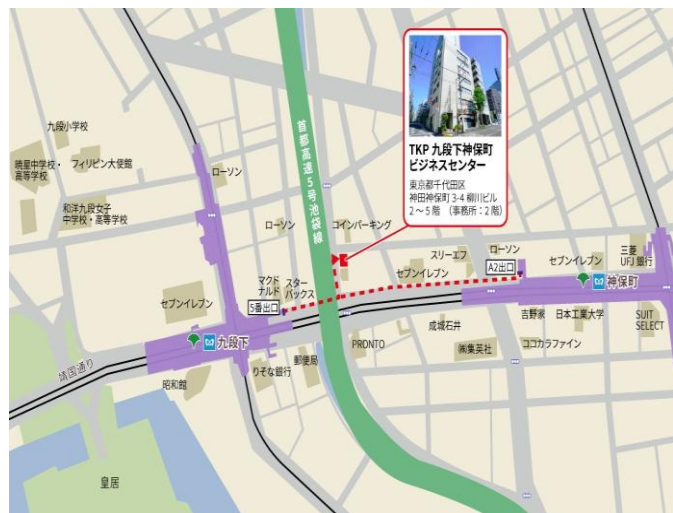 九段小学校
暁星中学校・
高等学校
フィリピン大使館
和洋九段女子
中学校・高等学校
ローソン
首都高速5号池袋線
TKP 九段下神保町
ビジネスセンター
東京都千代田区
神田神保町 3-4 柳川ビル
2～5階 （事務所：2階）
ローソン
コインパーキング
セブンイレブン
マクド
ナルド
スター
バックス
5番出口
セブンイレブン
スリーエフ
ローソン
A2出口
セブンイレブン
三菱
UFJ 銀行
神保町
九段下
靖国通り
昭和館
りそな銀行
郵便局
PRONTO
成城石井
㈱集英社
吉野家
日本工業大学
ココカラファイン
SUIT
SELECT
皇居